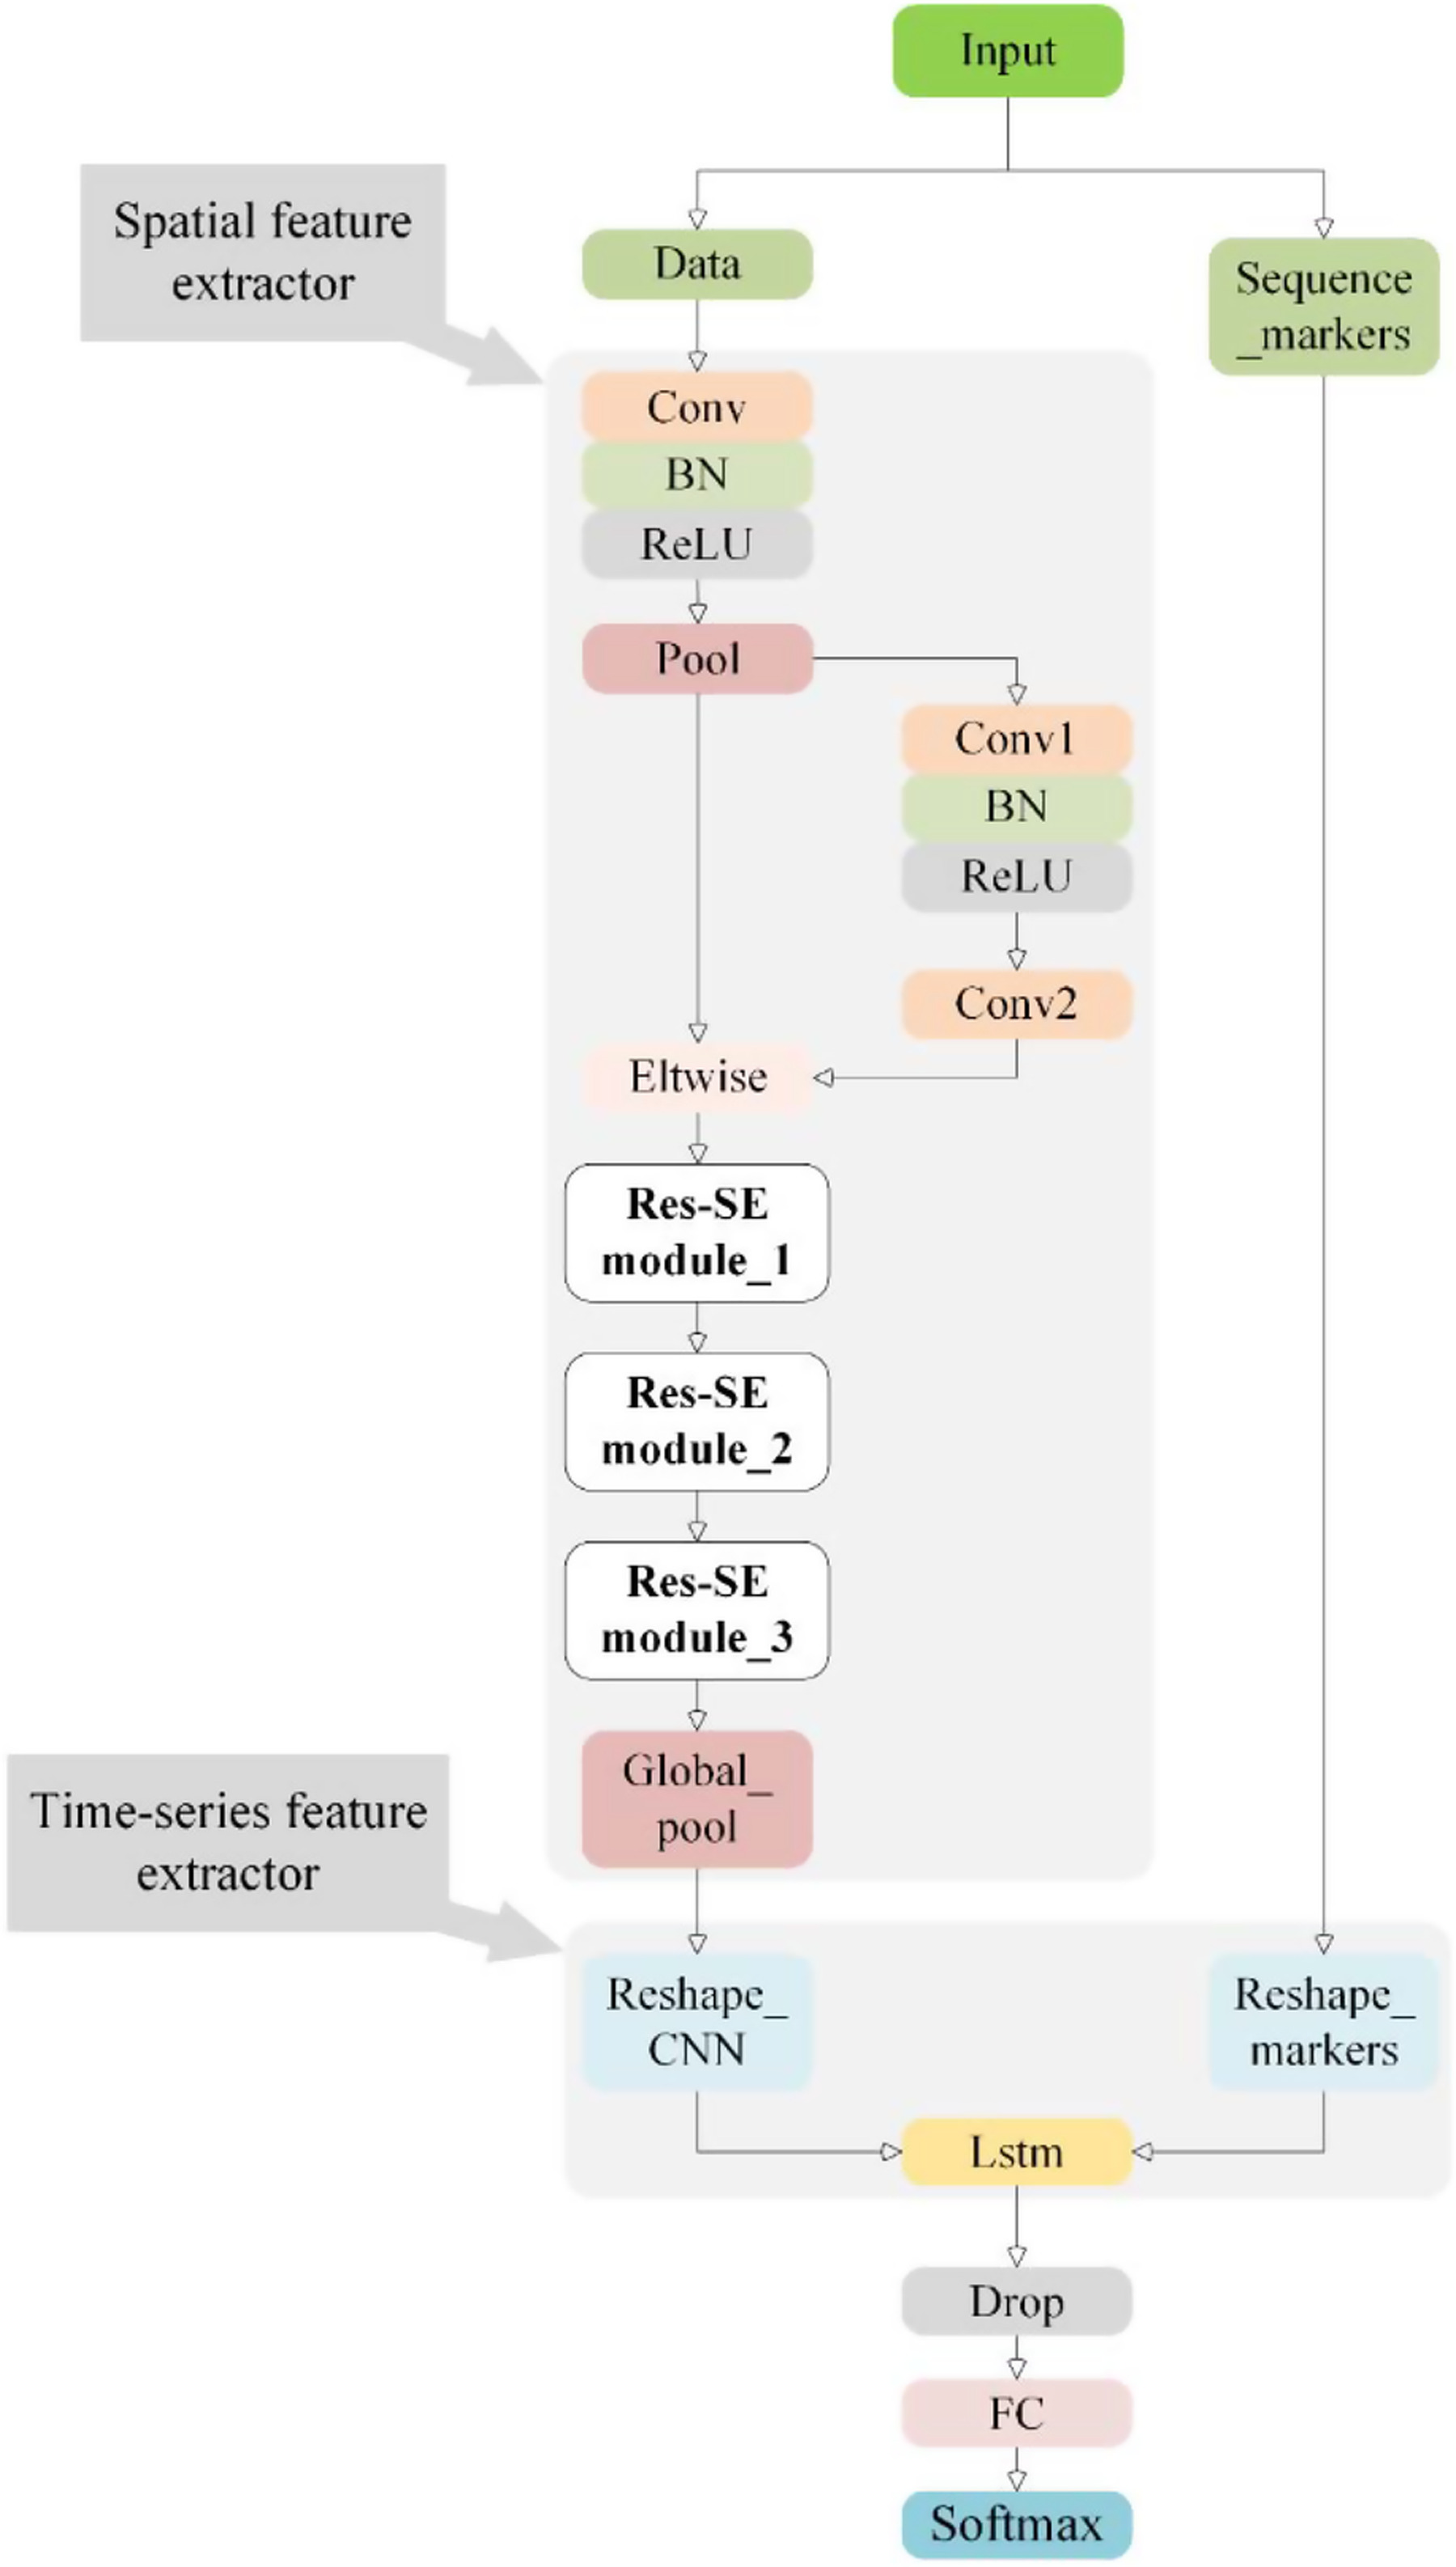 Input
Spatial feature
extractor
Data
Sequence
_markers
Conv
BN
ReLU
Pool
Conv1
BN
ReLU
Conv2
Eltwise
Res-SE
module_1
Res-SE
module_2
Res-SE
module_3
Global_
pool
Time-series feature
extractor
Reshape_
CNN
Reshape_
markers
Lstm
Drop
FC
Softmax